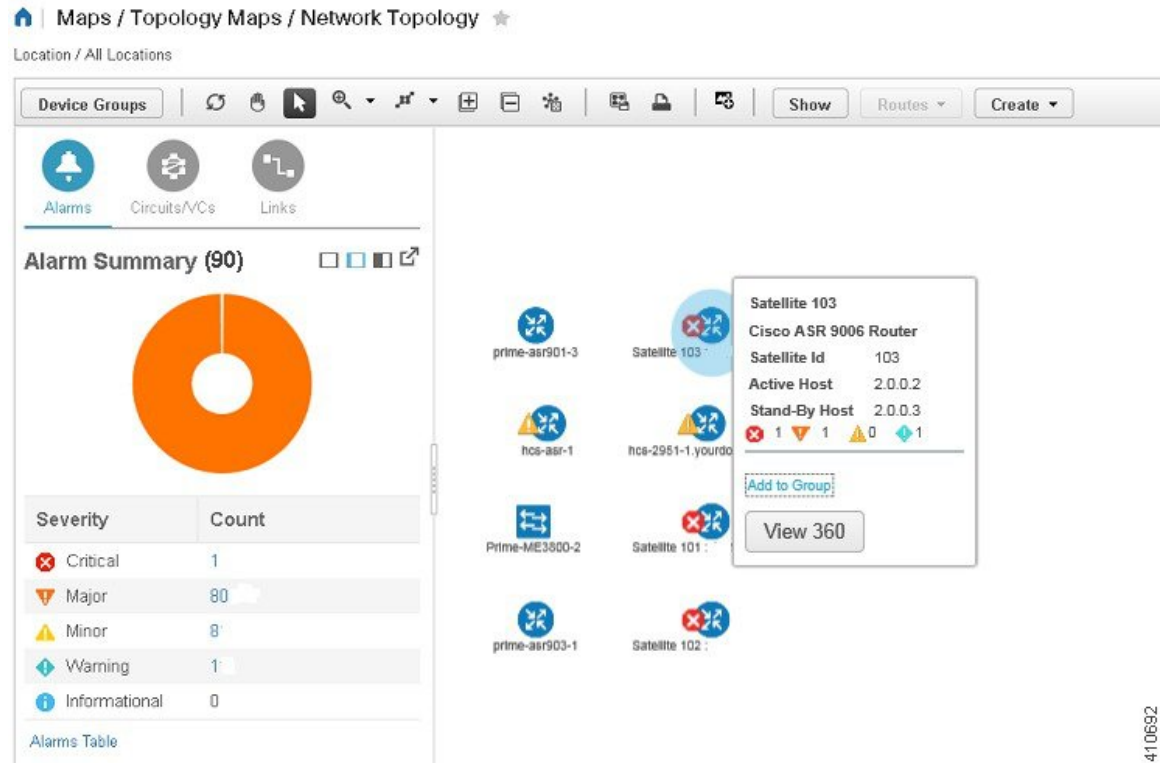 Maps / Topology Maps / Network Topology
Location / All Locations
Device Groups Show Routes Create
Alarms Circuits/VCs Links
Alarm Summary (90)
Severity Count
Critical 1
Major 80
Minor 8
Warning 1
Informational 0
Alarms Table
prime-asr901-3
Satellite 103
hcs-asr-1
hcs-2951-1.yourdo
Prime-ME3800-2
Satellite 101 :
prime-asr903-1
Satellite 102 :
Satellite 103
Cisco ASR 9006 Router
Satellite Id 103
Active Host 2.0.0.2
Stand-By Host 2.0.0.3
1 1 0 1
Add to Group
View 360
410692